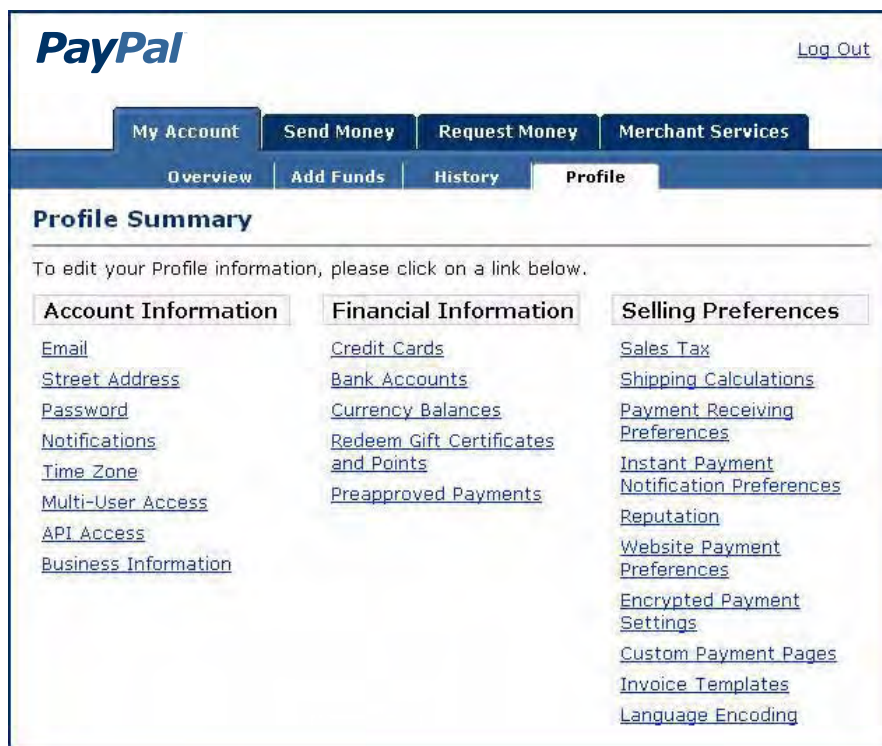 PayPal
Log Out
My Account
Send Money
Request Money
Merchant Services
Overview
Add Funds
History
Profile
Profile Summary
To edit your Profile information, please click on a link below.
Account Information
Email
Street Address
Password
Notifications
Time Zone
Multi-User Access
API Access
Business Information
Financial Information
Credit Cards
Bank Accounts
Currency Balances
Redeem Gift Certificates
and Points
Preapproved Payments
Selling Preferences
Sales Tax
Shipping Calculations
Payment Receiving
Preferences
Instant Payment
Notification Preferences
Reputation
Website Payment
Preferences
Encrypted Payment
Settings
Custom Payment Pages
Invoice Templates
Language Encoding